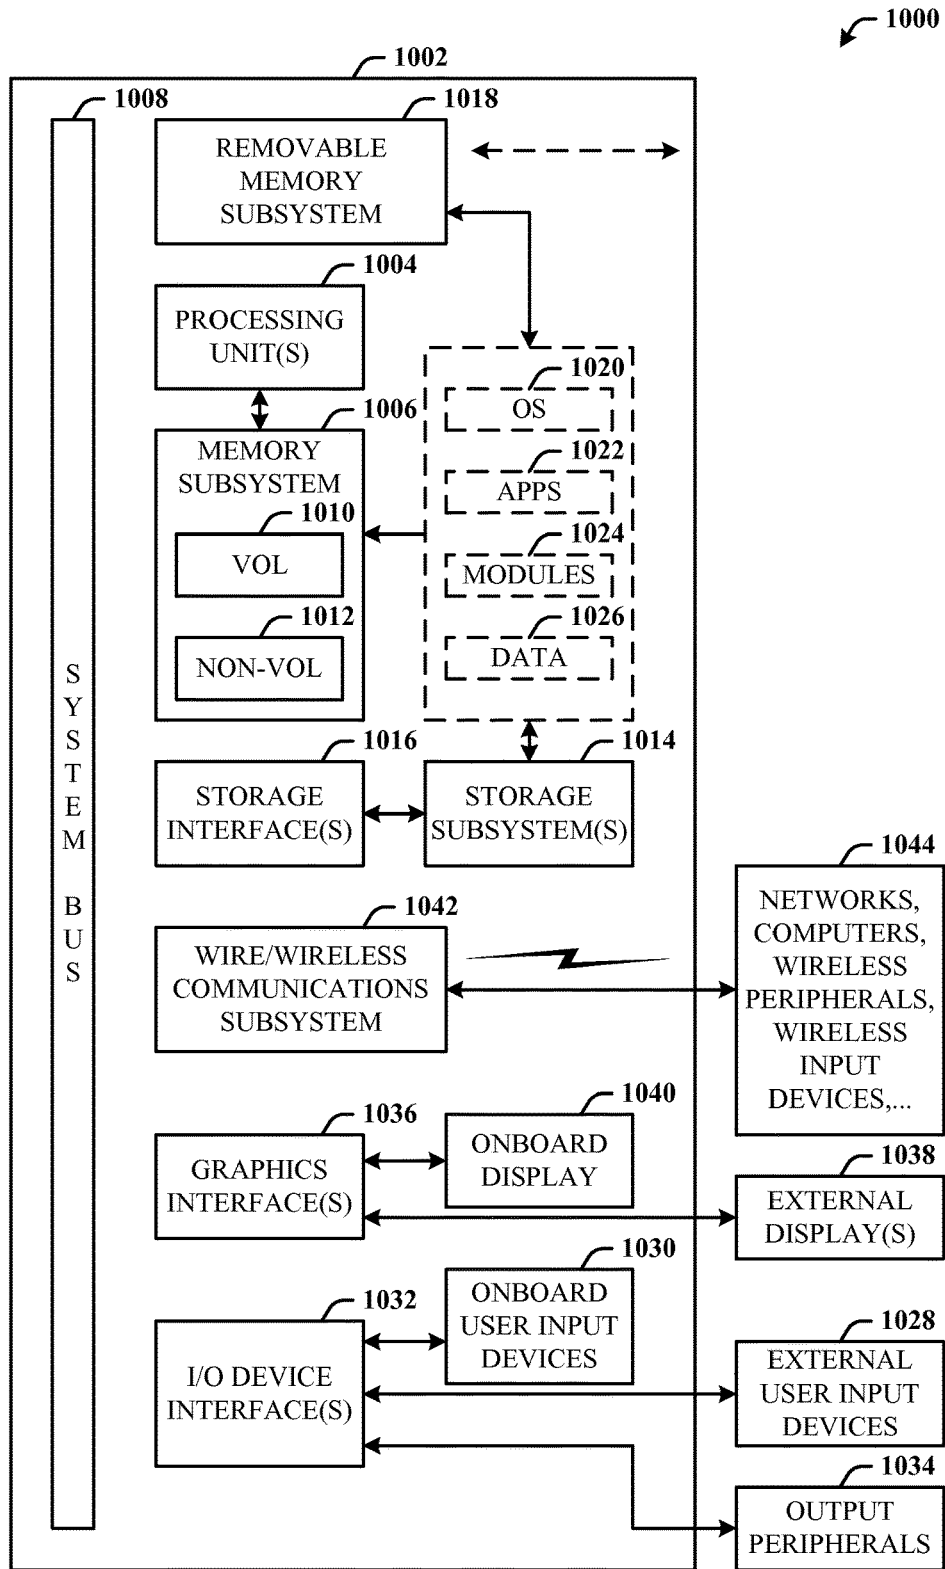 1000
1002
1008
1018
REMOVABLE
MEMORY
SUBSYSTEM
1004
PROCESSING
UNIT(S)
1006
MEMORY
SUBSYSTEM
1010
VOL
1012
NON-VOL
1020
OS
1022
APPS
1024
MODULES
1026
DATA
SYSTEM BUS
1016
STORAGE
INTERFACE(S)
1014
STORAGE
SUBSYSTEM(S)
1042
WIRE/WIRELESS
COMMUNICATIONS
SUBSYSTEM
1044
NETWORKS,
COMPUTERS,
WIRELESS
PERIPHERALS,
WIRELESS
INPUT
DEVICES,...
1036
GRAPHICS
INTERFACE(S)
1040
ONBOARD
DISPLAY
1038
EXTERNAL
DISPLAY(S)
1032
I/O DEVICE
INTERFACE(S)
1030
ONBOARD
USER INPUT
DEVICES
1028
EXTERNAL
USER INPUT
DEVICES
1034
OUTPUT
PERIPHERALS